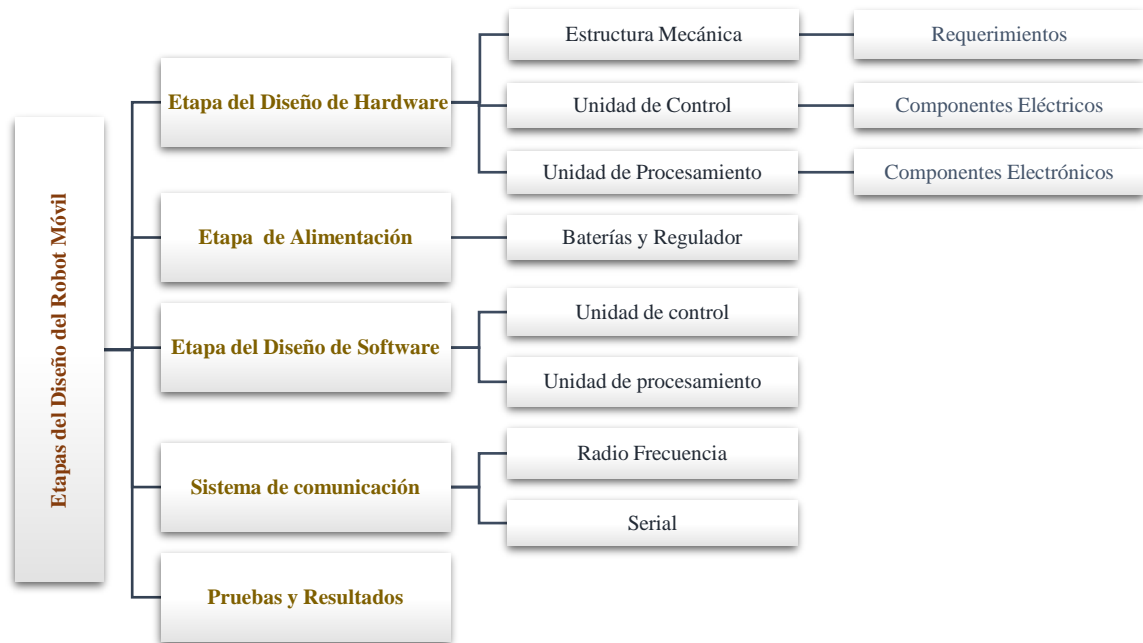 Etapas del Diseño del Robot Móvil
Etapa del Diseño de Hardware
Estructura Mecánica
Requerimientos
Unidad de Control
Componentes Eléctricos
Unidad de Procesamiento
Componentes Electrónicos
Etapa de Alimentación
Baterías y Regulador
Etapa del Diseño de Software
Unidad de control
Unidad de procesamiento
Sistema de comunicación
Radio Frecuencia
Serial
Pruebas y Resultados